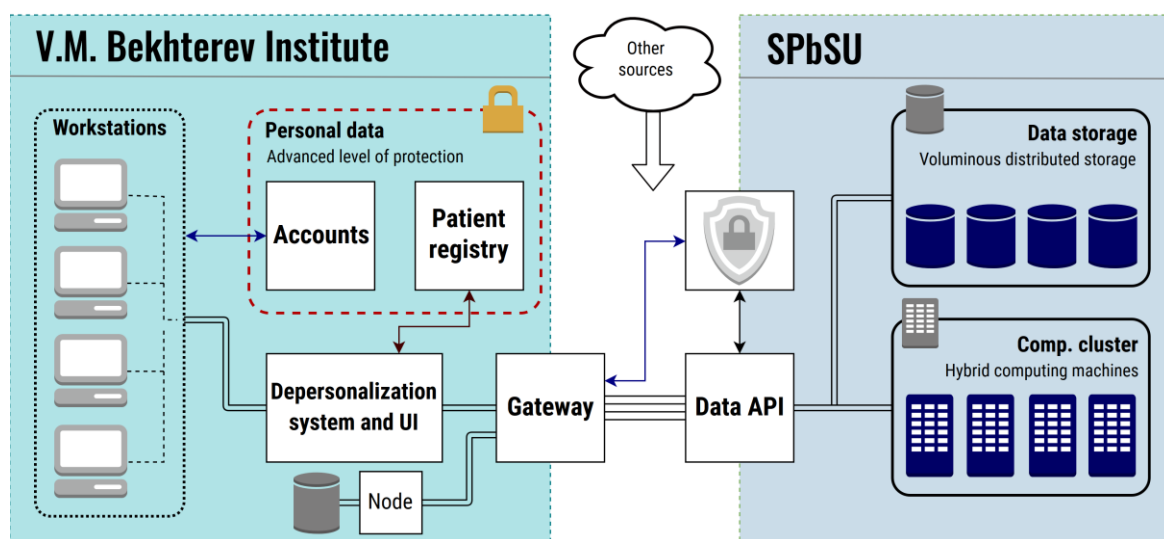 V.M. Bekhterev Institute
Workstations
Personal data
Advanced level of protection
Accounts
Patient
registry
Depersonalization
system and UI
Gateway
Node
Other
sources
Data API
SPbSU
Data storage
Voluminous distributed storage
Comp. cluster
Hybrid computing machines